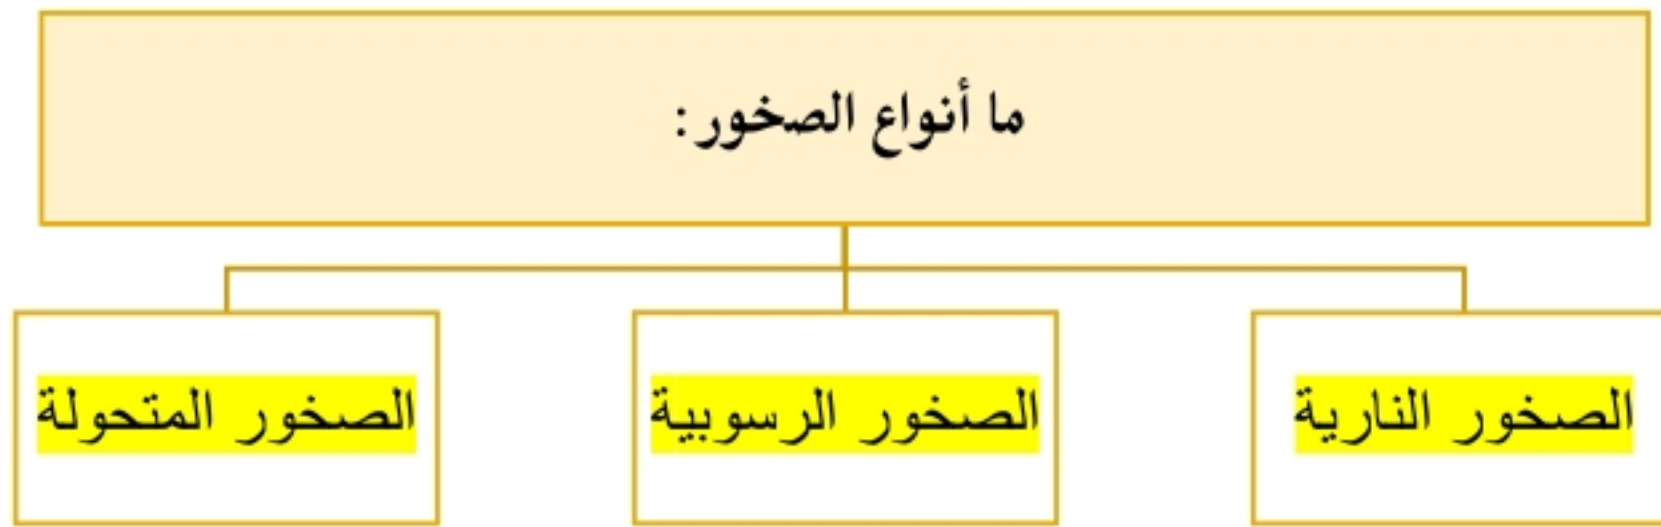 ما أنواع الصخور:
الصخور النارية
الصخور الرسوبية
الصخور المتحولة